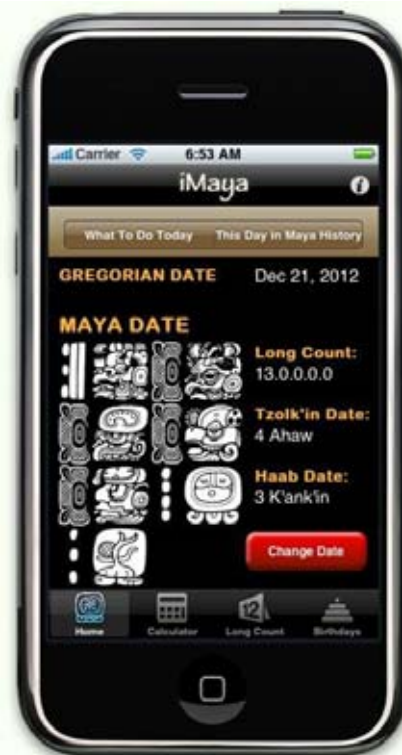 Carrier 6:53 AM
iMaya
What To Do Today This Day in Maya History
GREGORIAN DATE Dec 21, 2012
MAYA DATE
Long Count:
13.0.0.0.0
Tzolk'in Date:
4 Ahaw
Haab Date:
3 K'ank'in
Change Date
12
Home Calculator Long Count Birthdays